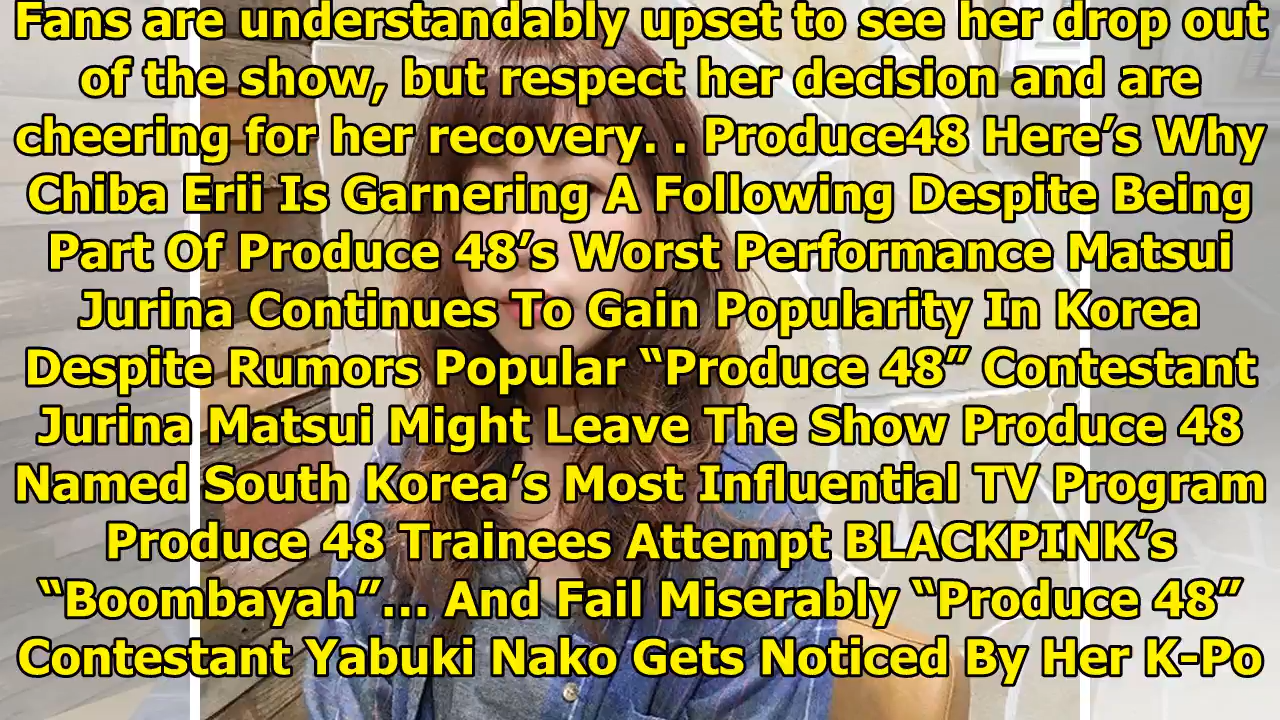 Fans are understandably upset to see her drop out
of the show, but respect her decision and are
cheering for her recovery. . Produce48 Here’s Why
Chiba Erii Is Garnering A Following Despite Being
Part Of Produce 48’s Worst Performance Matsui
Jurina Continues To Gain Popularity In Korea
Despite Rumors Popular “Produce 48” Contestant
Jurina Matsui Might Leave The Show Produce 48
Named South Korea’s Most Influential TV Program
Produce 48 Trainees Attempt BLACKPINK’s
“Boombayah”... And Fail Miserably “Produce 48”
Contestant Yabuki Nako Gets Noticed By Her K-Po